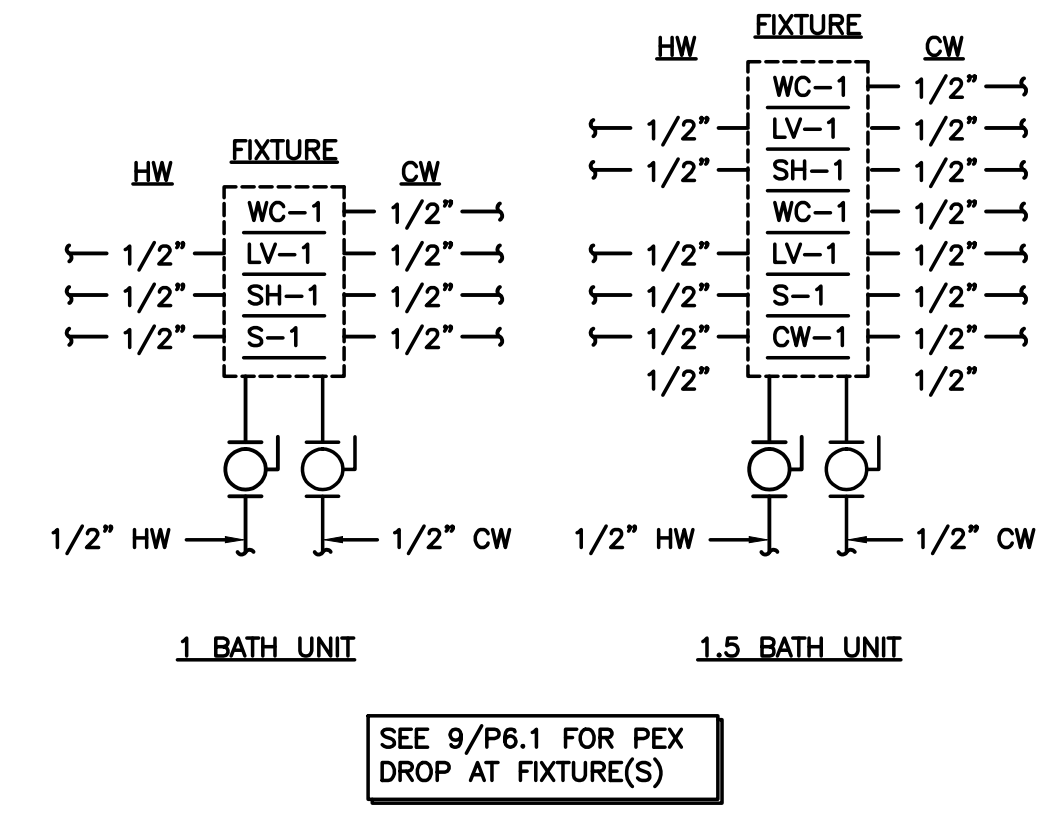 HW FIXTURE CW
WC-1 1/2"
1/2" LV-1 1/2"
1/2" SH-1 1/2"
1/2" S-1 1/2"
1/2" HW 1/2" CW
1 BATH UNIT
HW FIXTURE CW
WC-1 1/2"
1/2" LV-1 1/2"
1/2" SH-1 1/2"
WC-1 1/2"
1/2" LV-1 1/2"
1/2" S-1 1/2"
1/2" CW-1 1/2"
1/2" 1/2"
1/2" HW 1/2" CW
1.5 BATH UNIT
SEE 9/P6.1 FOR PEX
DROP AT FIXTURE(S)